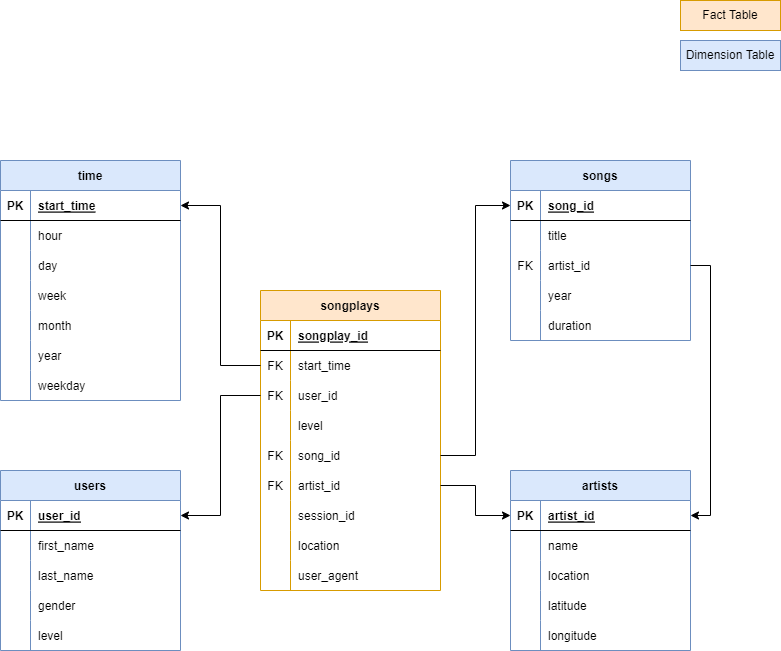 Fact Table
Dimension Table
time
PK start_time
hour
day
week
month
year
weekday
songs
PK song_id
title
FK artist_id
year
duration
songplays
PK songplay_id
FK start_time
FK user_id
level
FK song_id
FK artist_id
session_id
location
user_agent
users
PK user_id
first_name
last_name
gender
level
artists
PK artist_id
name
location
latitude
longitude